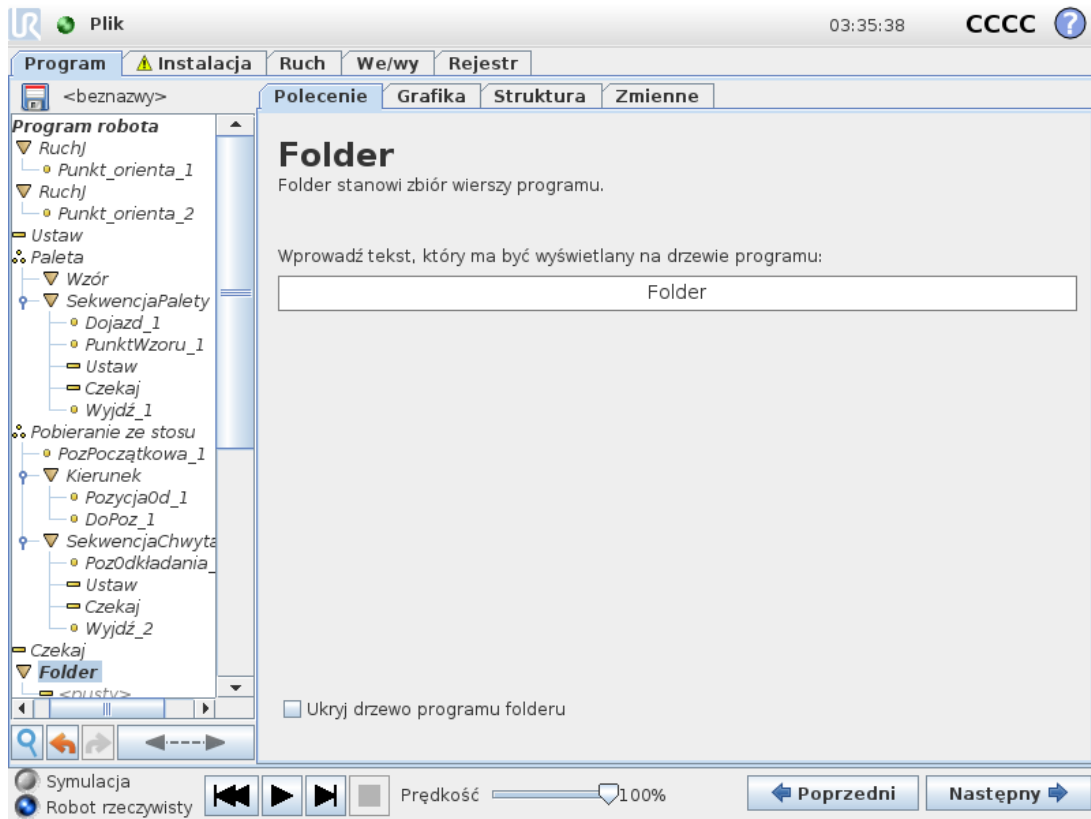 UR Plik 03:35:38 CCCC ?
Program Instalacja Ruch We/wy Rejestr
<beznazwy>
Polecenie Grafika Struktura Zmienne
Program robota
RuchJ
Punkt_orienta_1
RuchJ
Punkt_orienta_2
Ustaw
Paleta
Wzór
SekwencjaPalety
Dojazd_1
PunktWzoru_1
Ustaw
Czekaj
Wyjdź_1
Pobieranie ze stosu
PozPoczątkowa_1
Kierunek
PozycjaOd_1
DoPoz_1
SekwencjaChwyta
PozOdkładania_
Ustaw
Czekaj
Wyjdź_2
Czekaj
Folder
<pusty>
Folder
Folder stanowi zbiór wierszy programu.
Wprowadź tekst, który ma być wyświetlany na drzewie programu:
Folder
Ukryj drzewo programu folderu
Symulacja
Robot rzeczywisty
Prędkość 100%
Poprzedni Następny